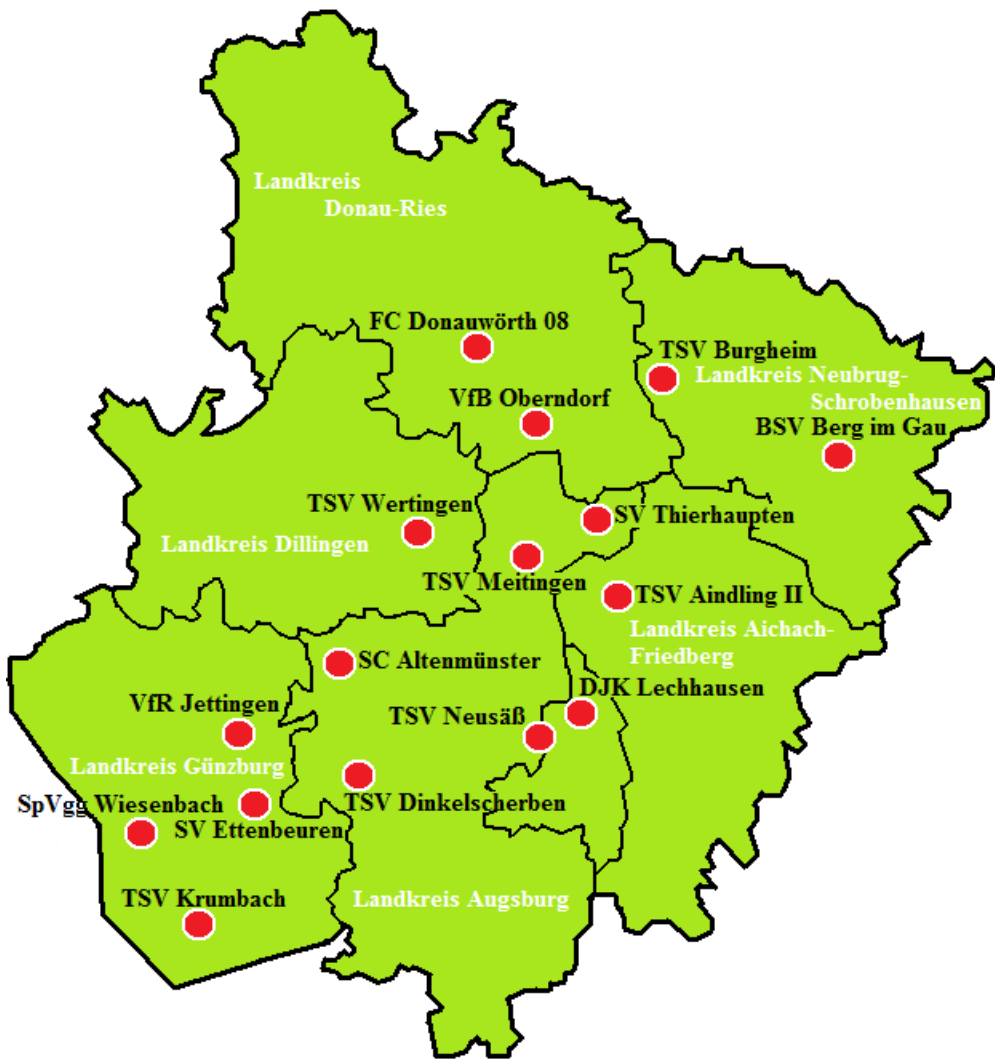 Landkreis
Donau-Ries
FC Donauwörth 08
TSV Burgheim
Landkreis Neubrug-
Schrobenhausen
VfB Oberndorf
BSV Berg im Gau
TSV Wertingen
SV Thierhaupten
Landkreis Dillingen
TSV Meitingen
TSV Aindling II
Landkreis Aichach-
Friedberg
SC Altenmünster
DJK Lechhausen
VfR Jettingen
TSV Neusäß
Landkreis Günzburg
SpVgg Wiesenbach
TSV Dinkelscherben
SV Ettenbeuren
TSV Krumbach
Landkreis Augsburg